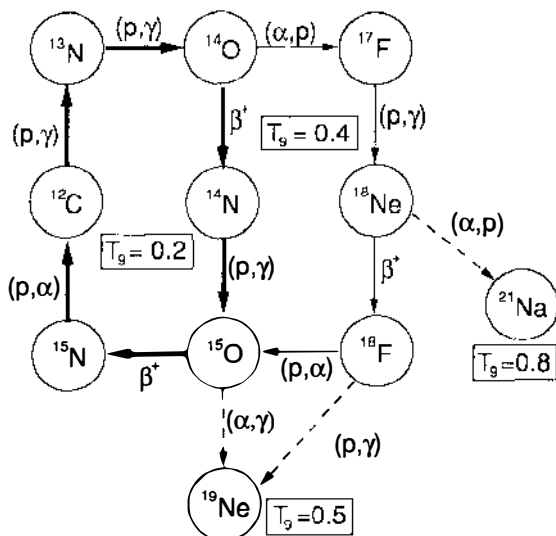 ¹³N (p,γ) ¹⁴O (α,p) ¹⁷F
(p,γ) β⁺ T₉ = 0.4 (p,γ)
¹²C ¹⁴N ¹⁸Ne
T₉ = 0.2 (α,p)
(p,α) (p,γ) β⁺
²¹Na
¹⁵N β⁺ ¹⁵O (p,α) ¹⁸F
T₉ = 0.8
(α,γ) (p,γ)
¹⁹Ne T₉ = 0.5